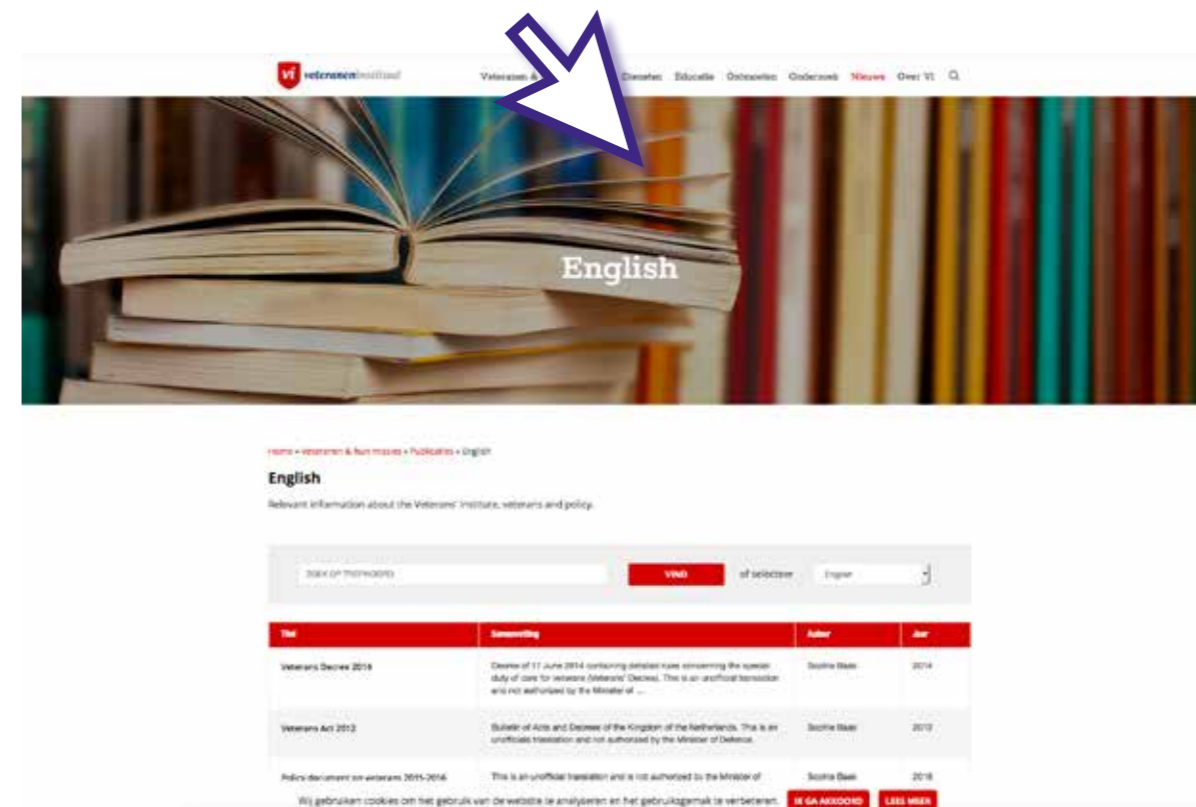 vi veteraneninstituut
Veteranen & Diensten Educatie Ontmoeten Onderzoek Nieuws Over VI
English
Home » Veteranen & hun missies » Publicaties » English
English
Relevant information about the Veterans' Institute, veterans and policy.
ZOEK OP TREFWOORD VIND of selecteer English
Titel Samenvatting Auteur Jaar
Veterans Decree 2014 Decree of 17 June 2014 containing detailed rules concerning the special Baas 2014
duty of care for veterans (Veterans' Decree). This is an unofficial translation
and not authorized by the Minister of ...
Veterans Act 2012 Bulletin of Acts and Decrees of the Kingdom of the Netherlands. This is an Baas 2012
unofficiale translation and not authorized by the Minister of Defence.
Policy document on veterans 2015-2016 This is an unofficial translation and is not authorized by the Minister of Baas 2016
Wij gebruiken cookies om het gebruik van de website te analyseren en het gebruiksgemak te verbeteren. IK GA AKKOORD LEES MEER